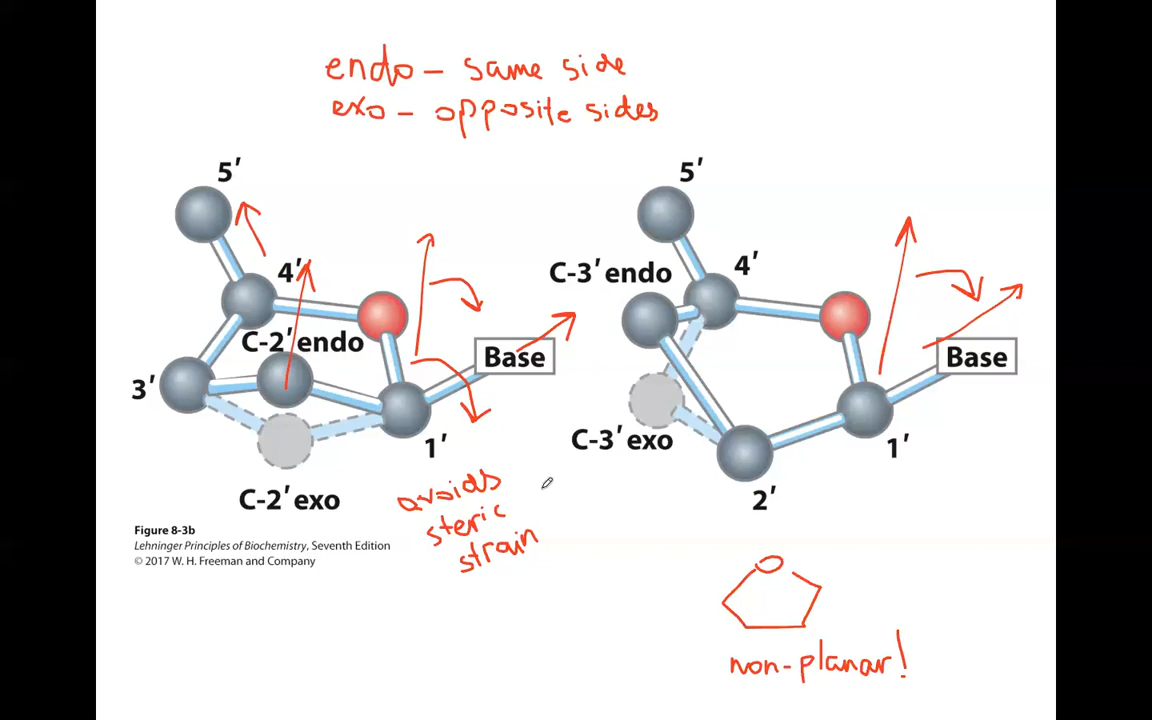 endo – same side
exo – opposite sides
5′
5′
4′
4′
C-3′ endo
C-2′ endo
Base
Base
3′
C-3′ exo
1′
1′
C-2′ exo
2′
avoids
steric
strain
Figure 8-3b
Lehninger Principles of Biochemistry, Seventh Edition
© 2017 W. H. Freeman and Company
O
non-planar!